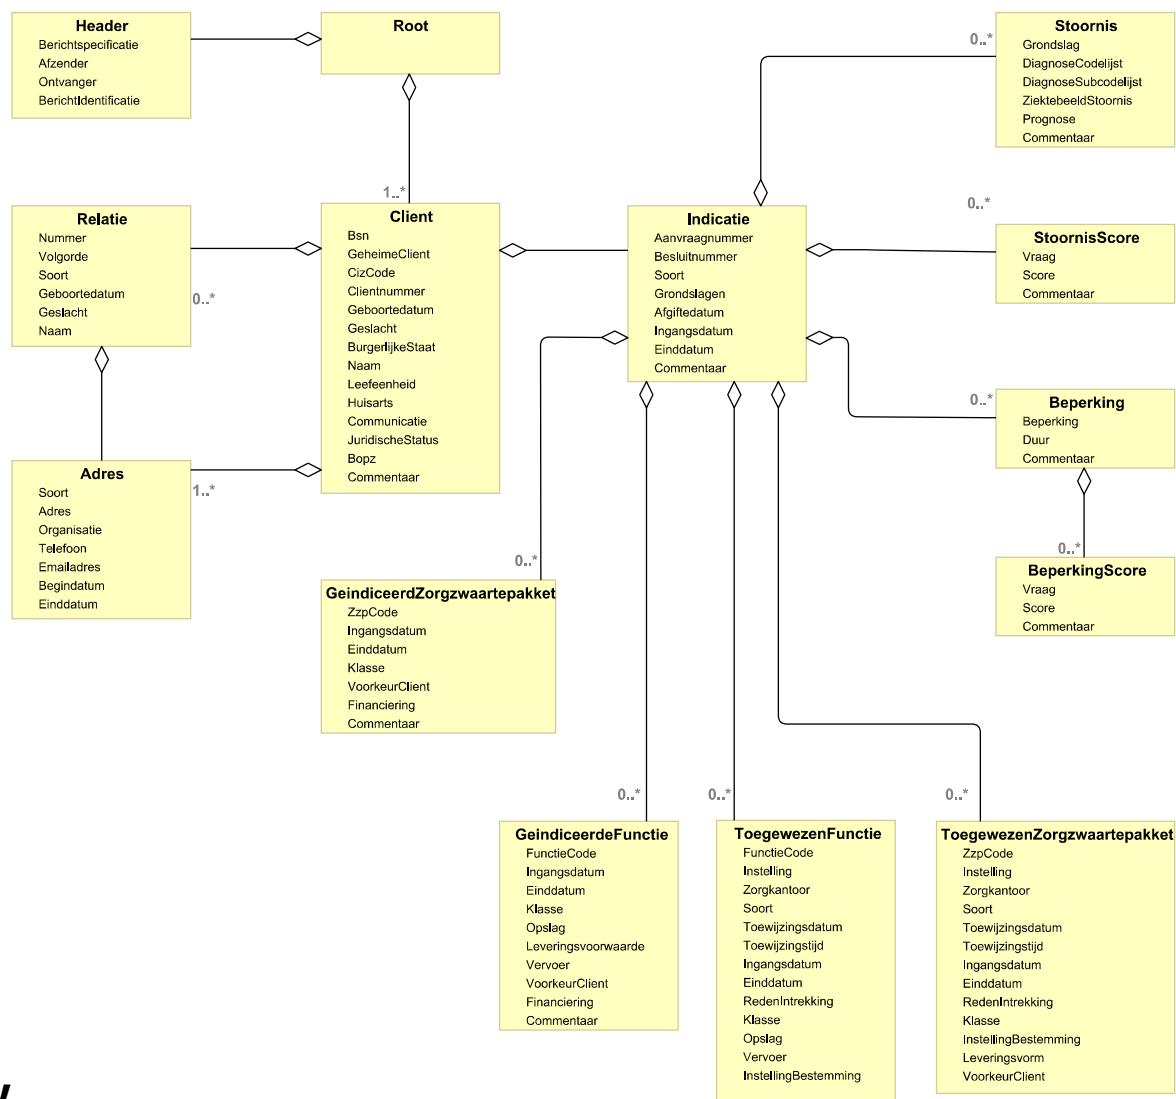 Header
Berichtspecificatie
Afzender
Ontvanger
BerichtIdentificatie
Root
1..*
Relatie
Nummer
Volgorde
Soort
Geboortedatum
Geslacht
Naam
0..*
Client
Bsn
GeheimeClient
CizCode
Clientnummer
Geboortedatum
Geslacht
BurgerlijkeStaat
Naam
Leefeenheid
Huisarts
Communicatie
JuridischeStatus
Bopz
Commentaar
Adres
Soort
Adres
Organisatie
Telefoon
Emailadres
Begindatum
Einddatum
1..*
Indicatie
Aanvraagnummer
Besluitnummer
Soort
Grondslagen
Afgiftedatum
Ingangsdatum
Einddatum
Commentaar
0..*
Stoornis
Grondslag
DiagnoseCodelijst
DiagnoseSubcodelijst
ZiektebeeldStoornis
Prognose
Commentaar
0..*
StoornisScore
Vraag
Score
Commentaar
0..*
Beperking
Beperking
Duur
Commentaar
0..*
BeperkingScore
Vraag
Score
Commentaar
0..*
GeindiceerdZorgzwaartepakket
ZzpCode
Ingangsdatum
Einddatum
Klasse
VoorkeurClient
Financiering
Commentaar
0..*
GeindiceerdeFunctie
FunctieCode
Ingangsdatum
Einddatum
Klasse
Opslag
Leveringsvoorwaarde
Vervoer
VoorkeurClient
Financiering
Commentaar
0..*
ToegewezenFunctie
FunctieCode
Instelling
Zorgkantoor
Soort
Toewijzingsdatum
Toewijzingstijd
Ingangsdatum
Einddatum
RedenIntrekking
Klasse
Opslag
Vervoer
InstellingBestemming
0..*
ToegewezenZorgzwaartepakket
ZzpCode
Instelling
Zorgkantoor
Soort
Toewijzingsdatum
Toewijzingstijd
Ingangsdatum
Einddatum
RedenIntrekking
Klasse
InstellingBestemming
Leveringsvorm
VoorkeurClient